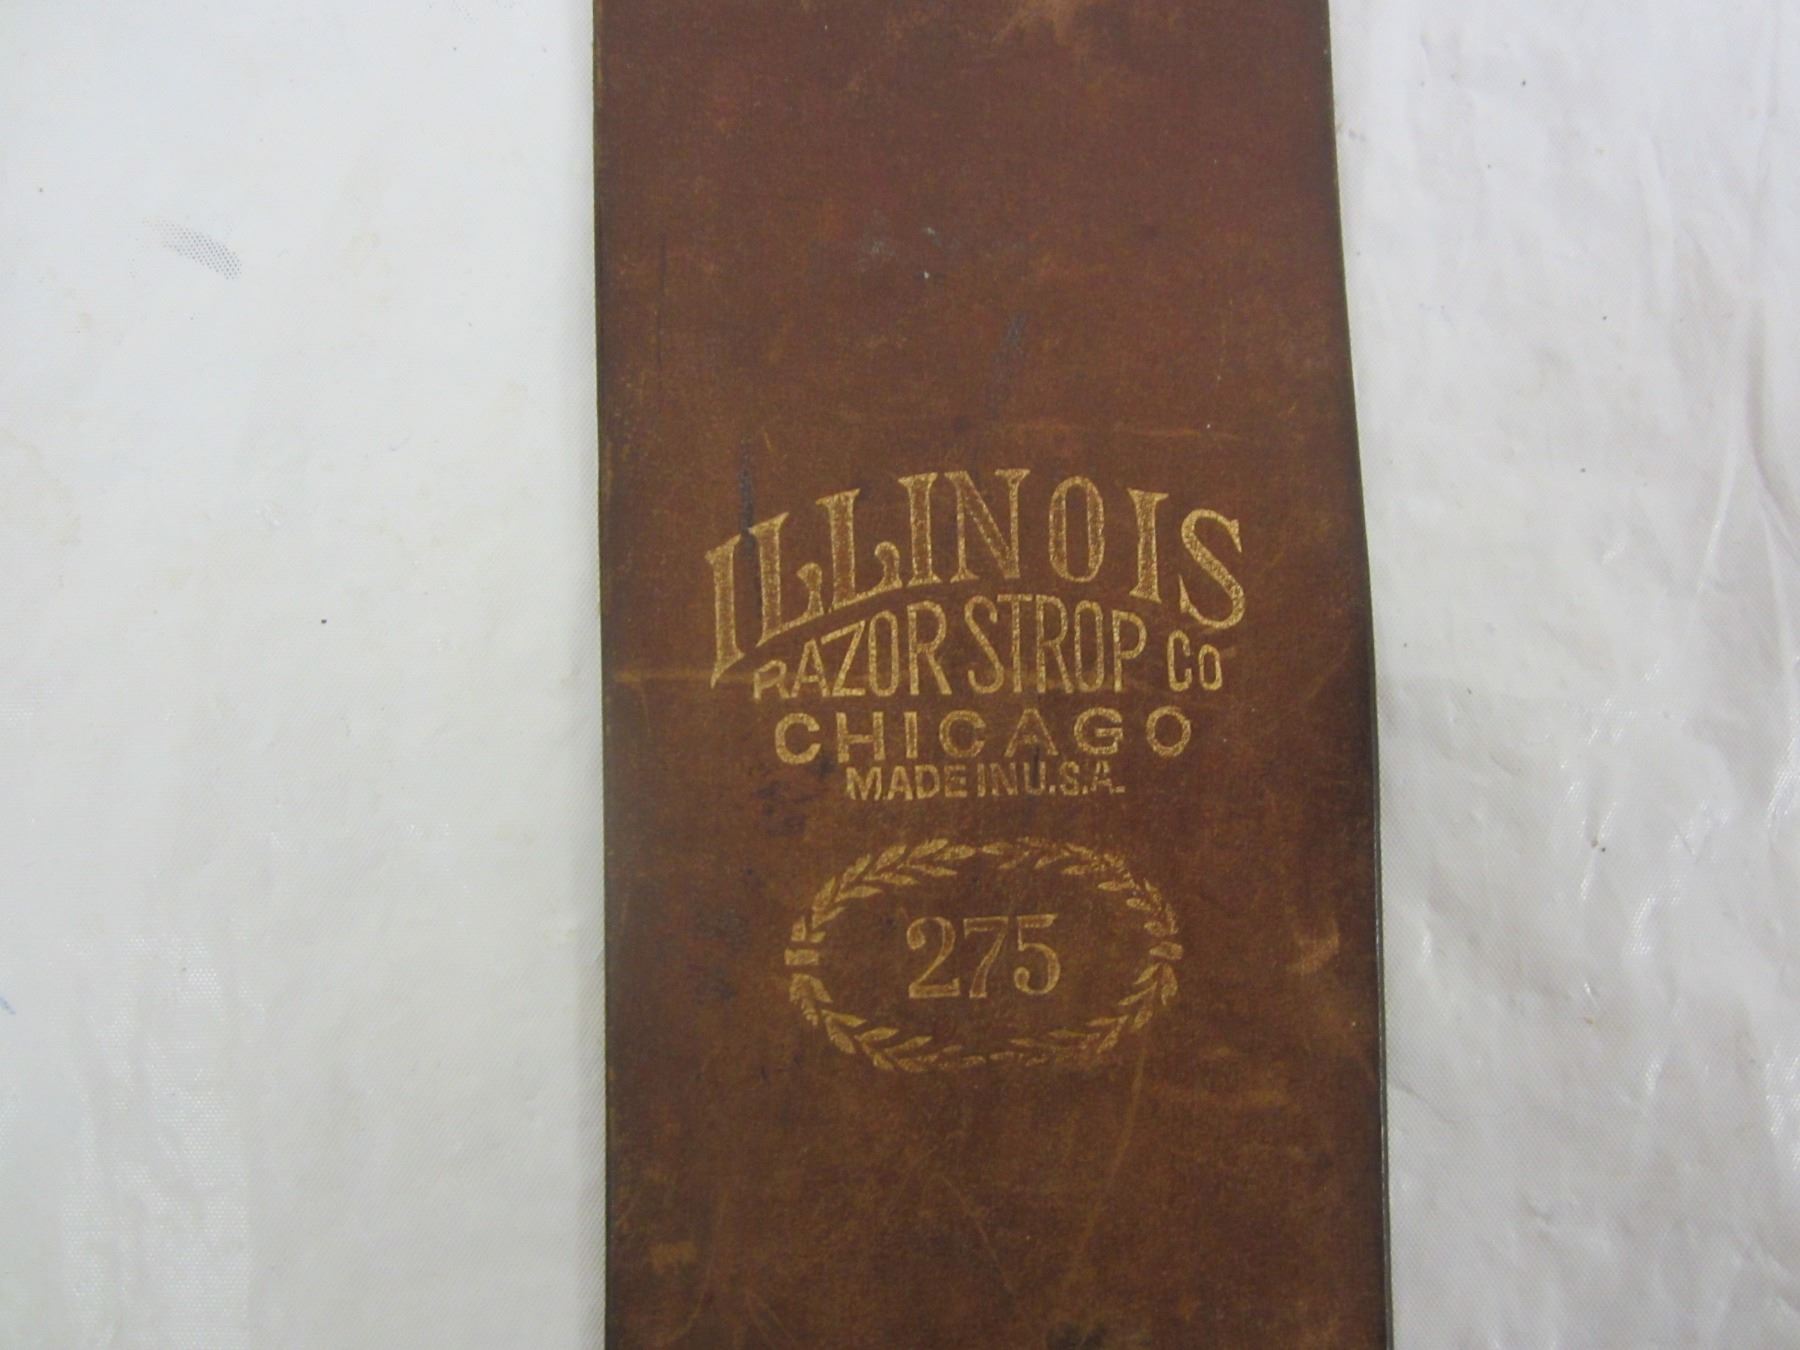 ILLINOIS
RAZOR STROP CO
CHICAGO
MADE IN U.S.A.
275